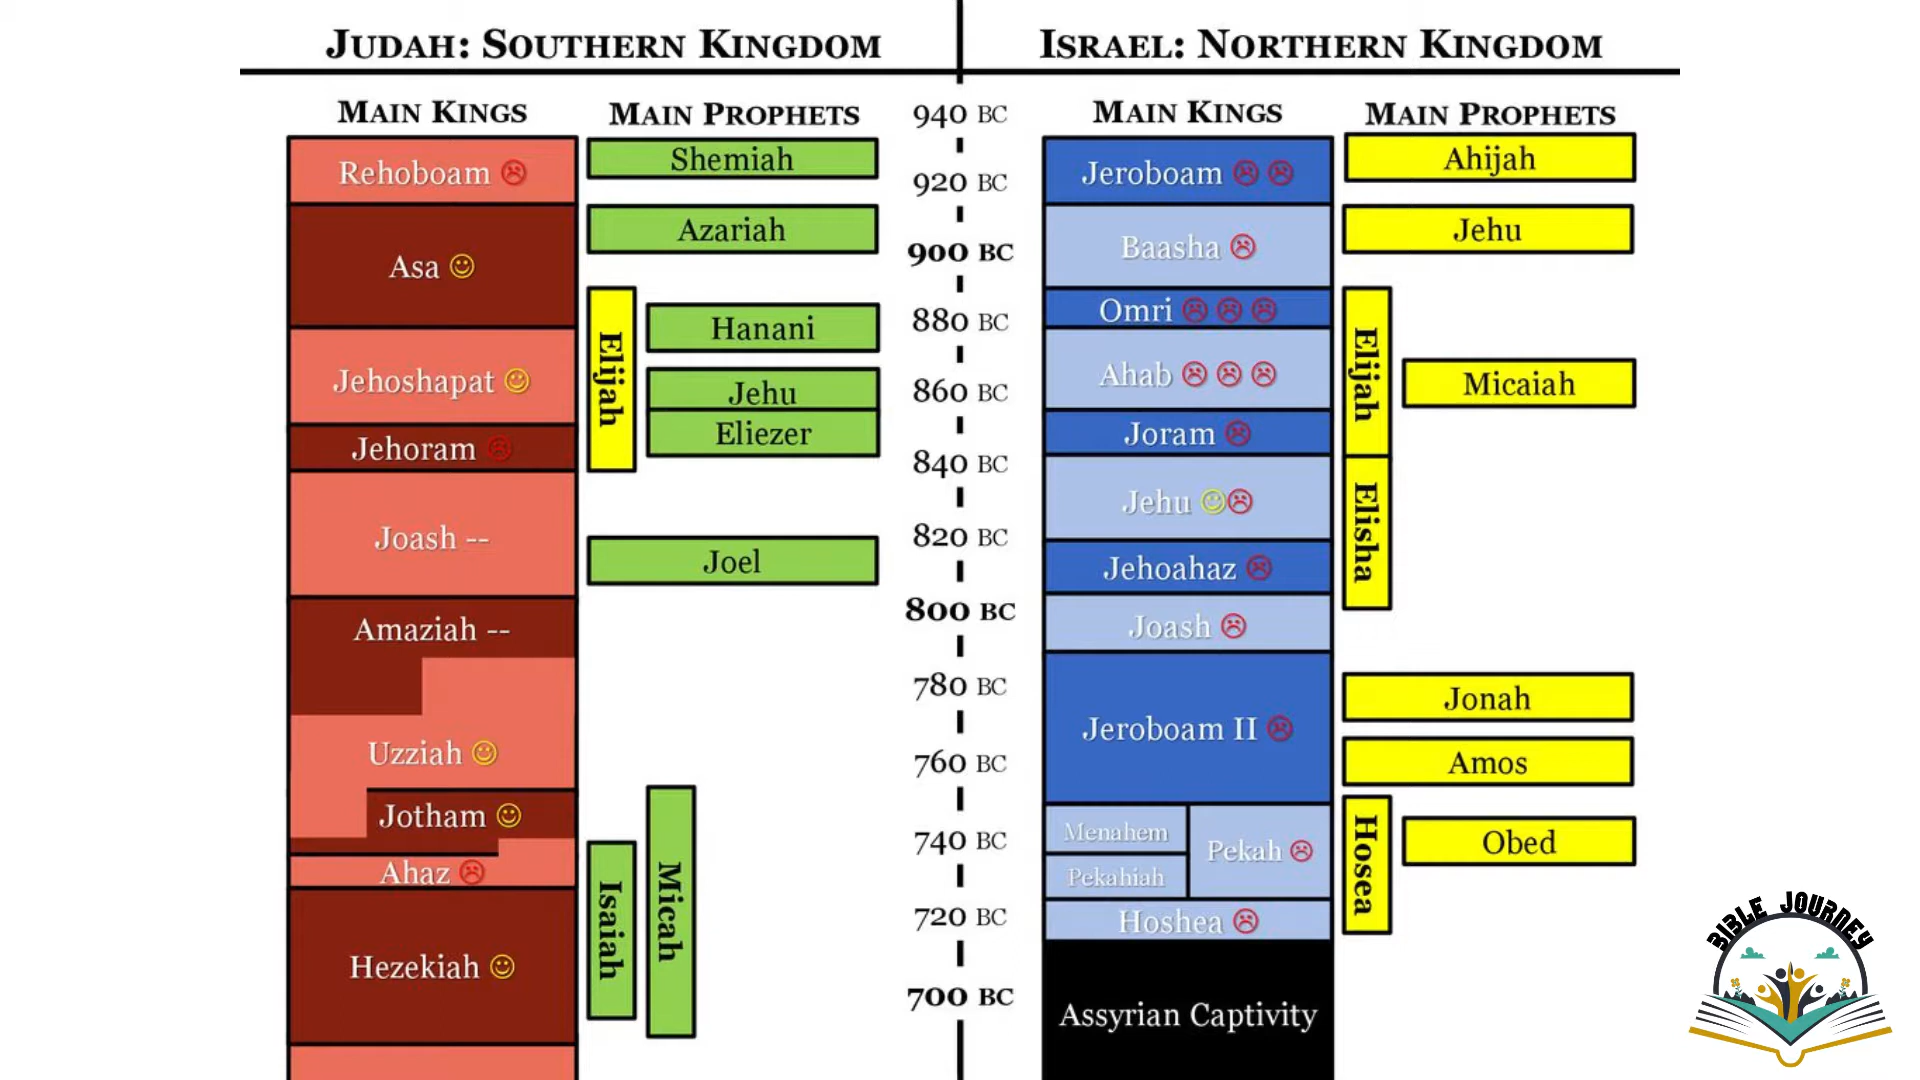 JUDAH: SOUTHERN KINGDOM
ISRAEL: NORTHERN KINGDOM
MAIN KINGS
MAIN PROPHETS
Rehoboam
Asa
Jehoshapat
Jehoram
Joash --
Amaziah --
Uzziah
Jotham
Ahaz
Hezekiah
Shemiah
Azariah
Elijah
Hanani
Jehu
Eliezer
Joel
Isaiah
Micah
940 BC
920 BC
900 BC
880 BC
860 BC
840 BC
820 BC
800 BC
780 BC
760 BC
740 BC
720 BC
700 BC
MAIN KINGS
MAIN PROPHETS
Jeroboam
Baasha
Omri
Ahab
Joram
Jehu
Jehoahaz
Joash
Jeroboam II
Menahem
Pekahiah
Pekah
Hoshea
Assyrian Captivity
Ahijah
Jehu
Elijah
Micaiah
Elisha
Jonah
Amos
Hosea
Obed
BIBLE JOURNEY